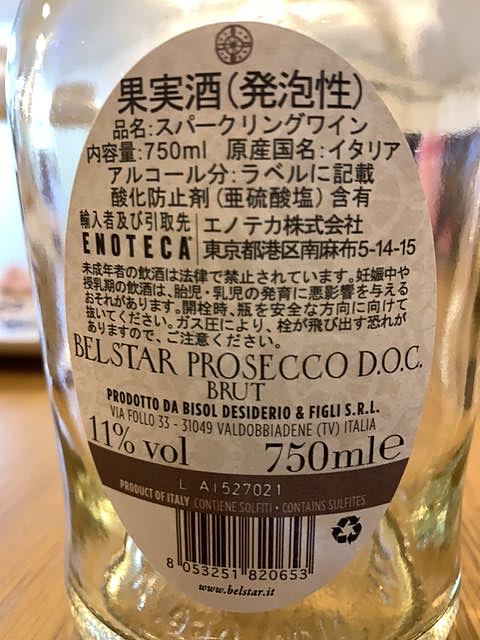 果実酒(発泡性)
品名:スパークリングワイン
内容量:750ml 原産国名:イタリア
アルコール分:ラベルに記載
酸化防止剤(亜硫酸塩)含有
輸入者及び引取先 エノテカ株式会社
ENOTECA 東京都港区南麻布5-14-15
未成年者の飲酒は法律で禁止されています。妊娠中や
授乳期の飲酒は、胎児・乳児の発育に悪影響を与える
おそれがあります。開栓時、瓶を安全な方向に向けて
抜いてください。ガス圧により、栓が飛び出す恐れが
ありますので、ご注意ください。
BELSTAR PROSECCO D.O.C.
BRUT
PRODOTTO DA BISOL DESIDERIO & FIGLI S.R.L.
VIA FOLLO 33 - 31049 VALDOBBIADENE (TV) ITALIA
11% vol 750ml e
L A1527021
PRODUCT OF ITALY CONTIENE SOLFITI • CONTAINS SULFITES
8 053251 820653
www.belstar.it